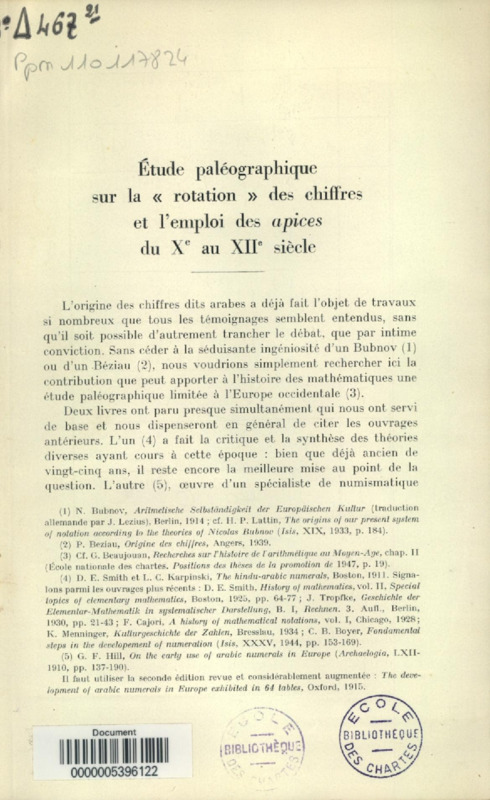 Δ 467 21
Ppn 110117824
Étude paléographique
sur la « rotation » des chiffres
et l'emploi des apices
du Xe au XIIe siècle
L'origine des chiffres dits arabes a déjà fait l'objet de travaux
si nombreux que tous les témoignages semblent entendus, sans
qu'il soit possible d'autrement trancher le débat, que par intime
conviction. Sans céder à la séduisante ingéniosité d'un Bubnov (1)
ou d'un Béziau (2), nous voudrions simplement rechercher ici la
contribution que peut apporter à l'histoire des mathématiques une
étude paléographique limitée à l'Europe occidentale (3).
Deux livres ont paru presque simultanément qui nous ont servi
de base et nous dispenseront en général de citer les ouvrages
antérieurs. L'un (4) a fait la critique et la synthèse des théories
diverses ayant cours à cette époque : bien que déjà ancien de
vingt-cinq ans, il reste encore la meilleure mise au point de la
question. L'autre (5), œuvre d'un spécialiste de numismatique
(1) N. Bubnov, Aritmetische Selbständigkeit der Europäischen Kultur [traduction
allemande par J. Lezius), Berlin, 1914 ; cf. H. P. Lattin, The origins of our present system
of notation according to the theories of Nicolas Bubnow (Isis, XIX, 1933, p. 184).
(2) P. Beziau, Origine des chiffres, Angers, 1939.
(3) Cf. G. Beaujouan, Recherches sur l'histoire de l'arithmétique au Moyen-Age, chap. II
(École nationale des chartes. Positions des thèses de la promotion de 1947, p. 19).
(4) D. E. Smith et L. C. Karpinski, The hindu-arabic numerals, Boston, 1911. Signa-
lons parmi les ouvrages plus récents : D. E. Smith. History of mathematics, vol. II, Special
topics of elementary mathematics, Boston, 1925, pp. 64-77 ; J. Tropfke, Geschichte der
Elementar-Mathematik in systematischer Darstellung, B. I, Rechnen. 3. Aufl., Berlin,
1930, pp. 21-43 ; F. Cajori, A history of mathematical notations, vol. I, Chicago, 1928 ;
K. Menninger, Kulturgeschichte der Zahlen, Bresslau, 1934 ; C. B. Boyer, Fondamental
steps in the developement of numeration (Isis, XXXV, 1944, pp. 153-169).
(5) G. F. Hill, On the early use of arabic numerals in Europe (Archaelogia, LXII-
1910, pp. 137-190).
Il faut utiliser la seconde édition revue et considérablement augmentée : The deve-
lopment of arabic numerals in Europe exhibited in 64 tables, Oxford, 1915.
Document
0000005396122
ECOLE
BIBLIOTHÈQUE
DES CHARTES
ECOLE
BIBLIOTHÈQUE
DES CHARTES